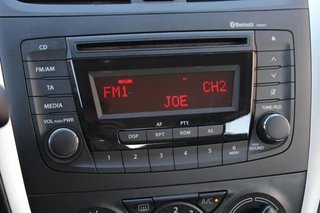 Bluetooth
CD
FM/AM
TA
MEDIA
VOL PUSH PWR
FM1 CH2
JOE
AF PTY
DISP RPT RDM AS
1 2 3 4 5 6
TUNE/FLD
SOUND
A/C